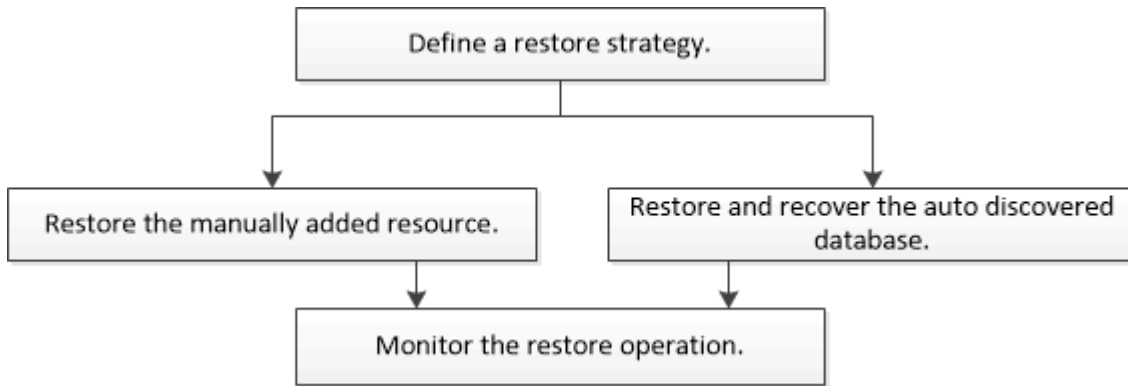 Define a restore strategy.
Restore the manually added resource.
Restore and recover the auto discovered
database.
Monitor the restore operation.